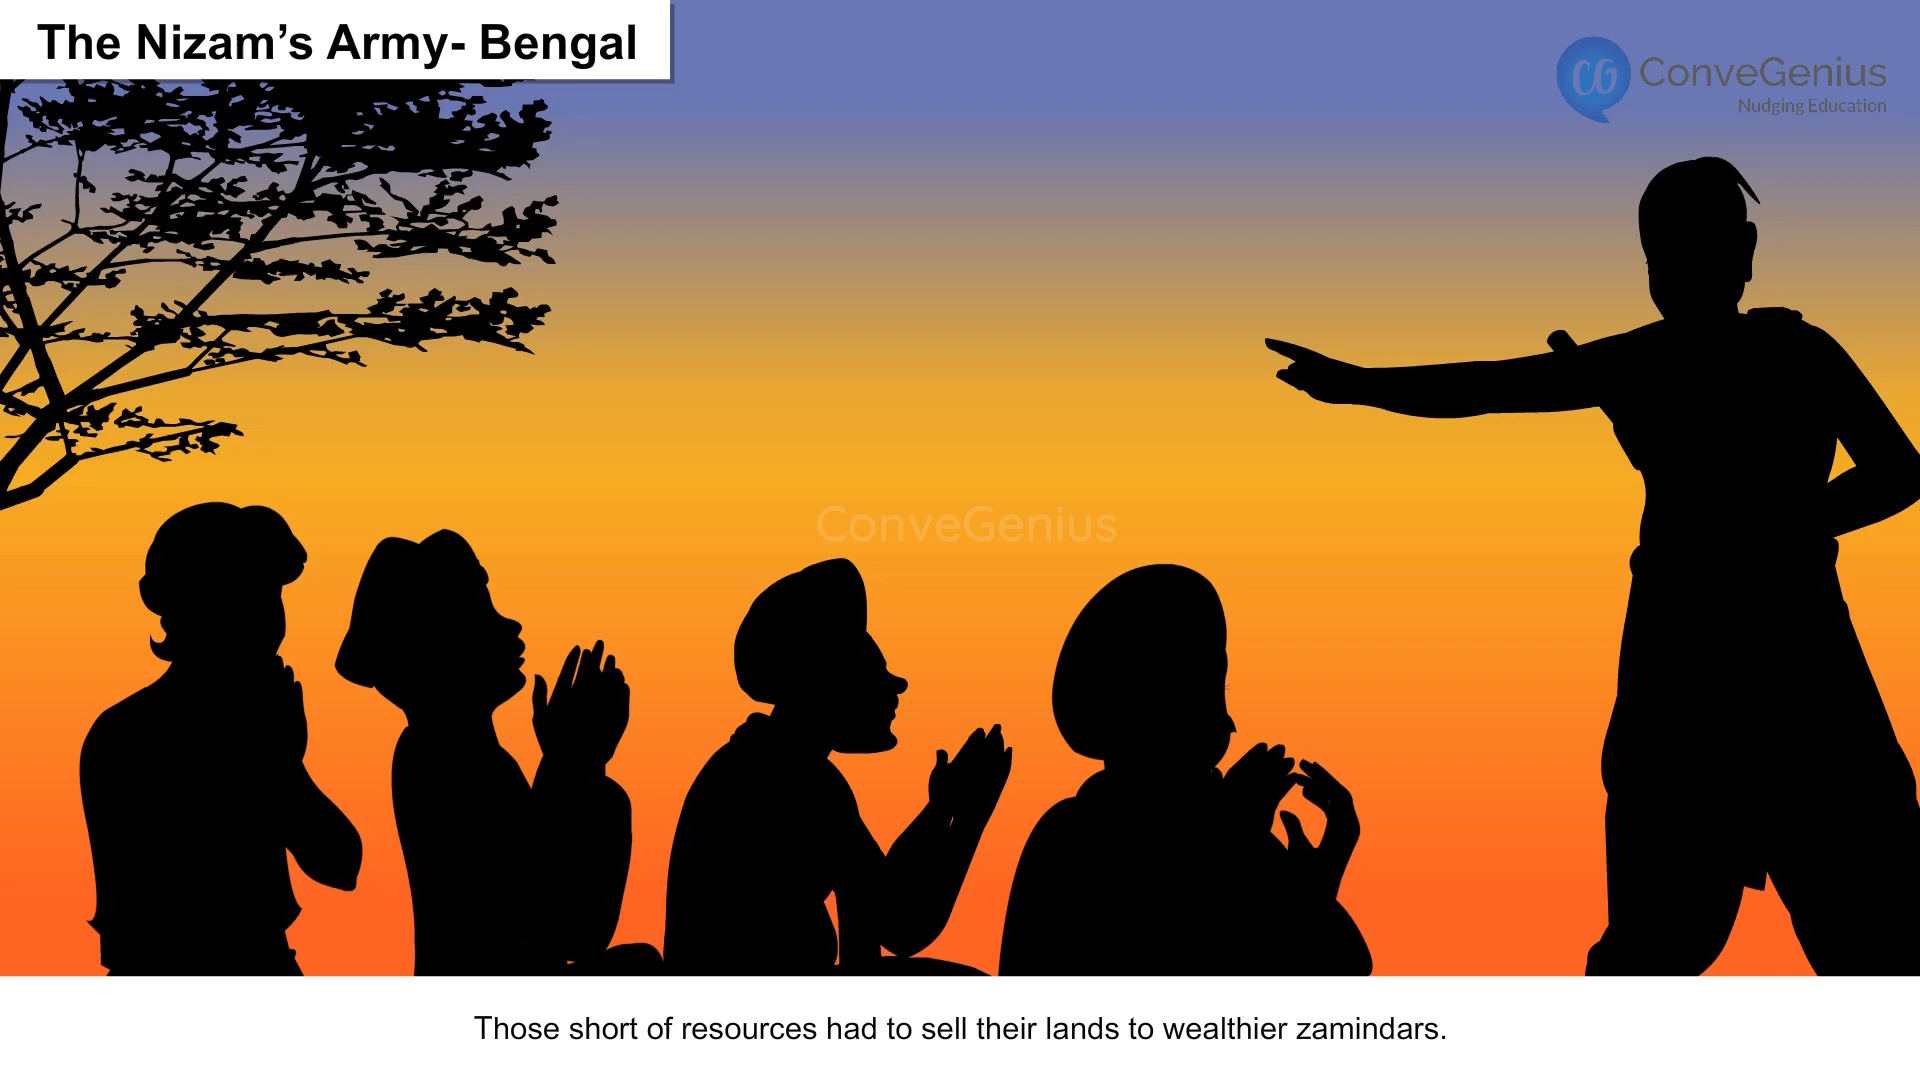 The Nizam’s Army- Bengal
CG ConveGenius
Nudging Education
ConveGenius
Those short of resources had to sell their lands to wealthier zamindars.